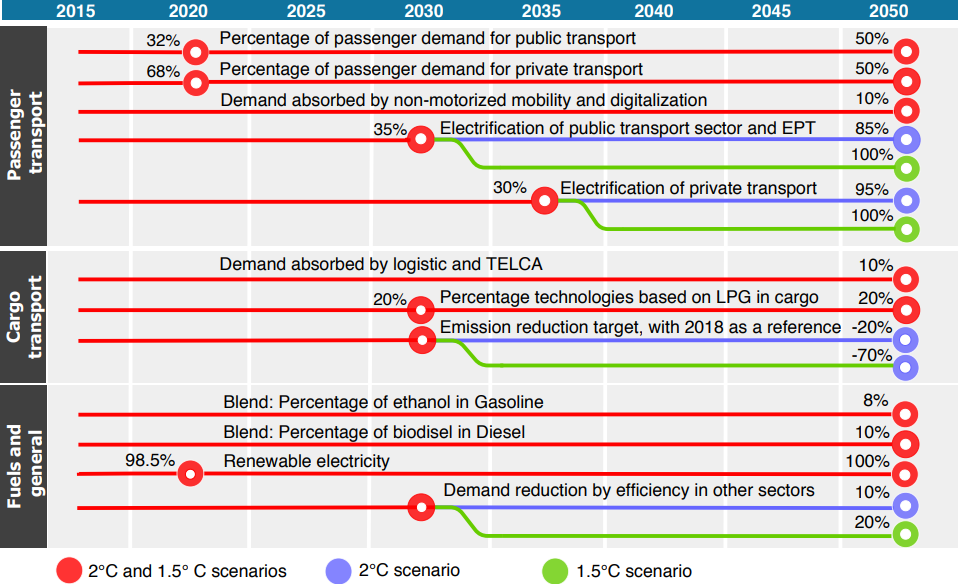 2015 2020 2025 2030 2035 2040 2045 2050
Passenger
transport
32% Percentage of passenger demand for public transport 50%
68% Percentage of passenger demand for private transport 50%
Demand absorbed by non-motorized mobility and digitalization 10%
35% Electrification of public transport sector and EPT 85%
100%
30% Electrification of private transport 95%
100%
Cargo
transport
Demand absorbed by logistic and TELCA 10%
20% Percentage technologies based on LPG in cargo 20%
Emission reduction target, with 2018 as a reference -20%
-70%
Fuels and
general
Blend: Percentage of ethanol in Gasoline 8%
Blend: Percentage of biodisel in Diesel 10%
98.5% Renewable electricity 100%
Demand reduction by efficiency in other sectors 10%
20%
2°C and 1.5° C scenarios 2°C scenario 1.5°C scenario